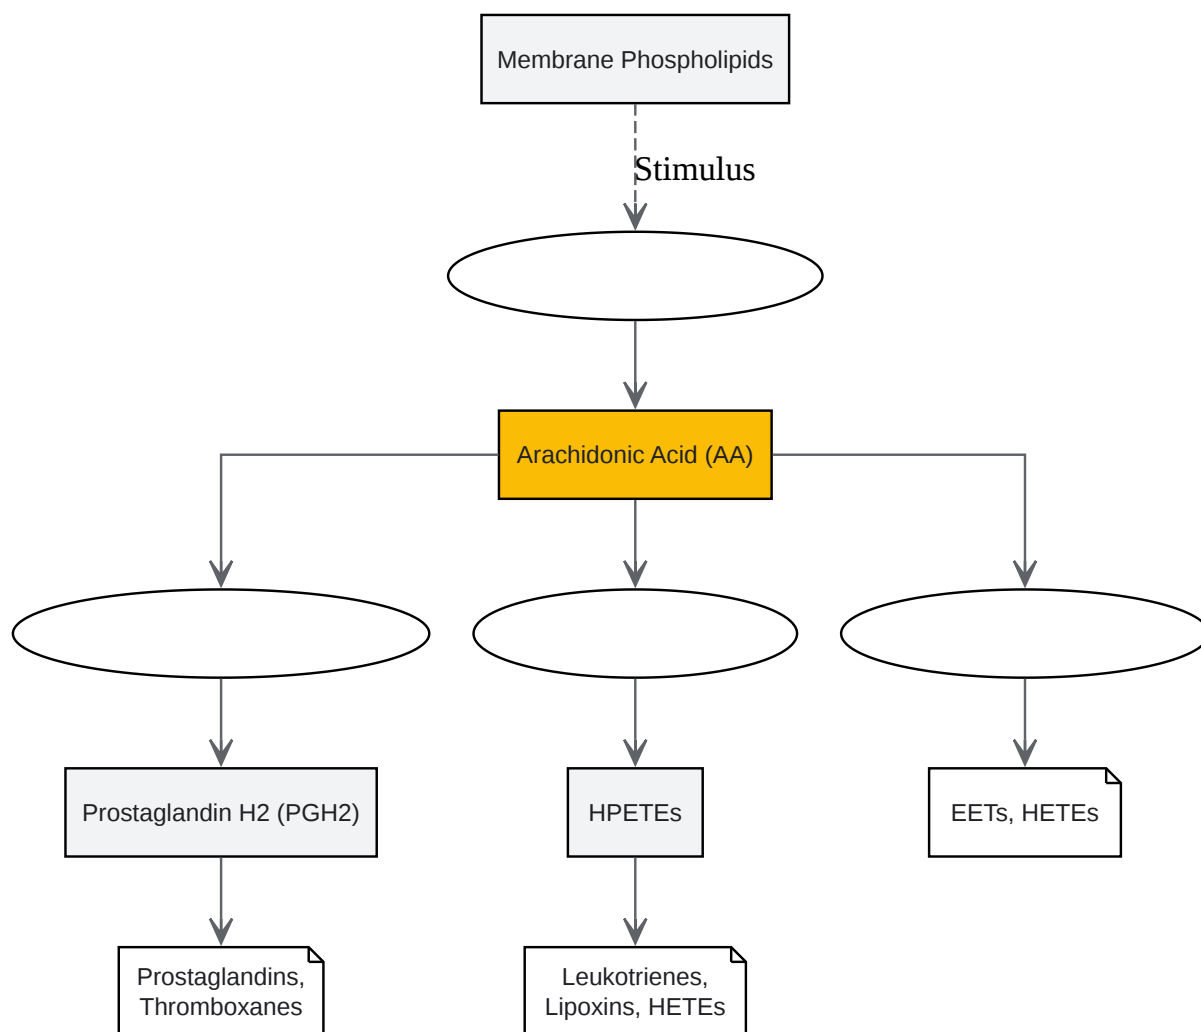 Membrane Phospholipids
Stimulus
Arachidonic Acid (AA)
Prostaglandin H2 (PGH2)
HPETEs
EETs, HETEs
Prostaglandins,
Thromboxanes
Leukotrienes,
Lipoxins, HETEs